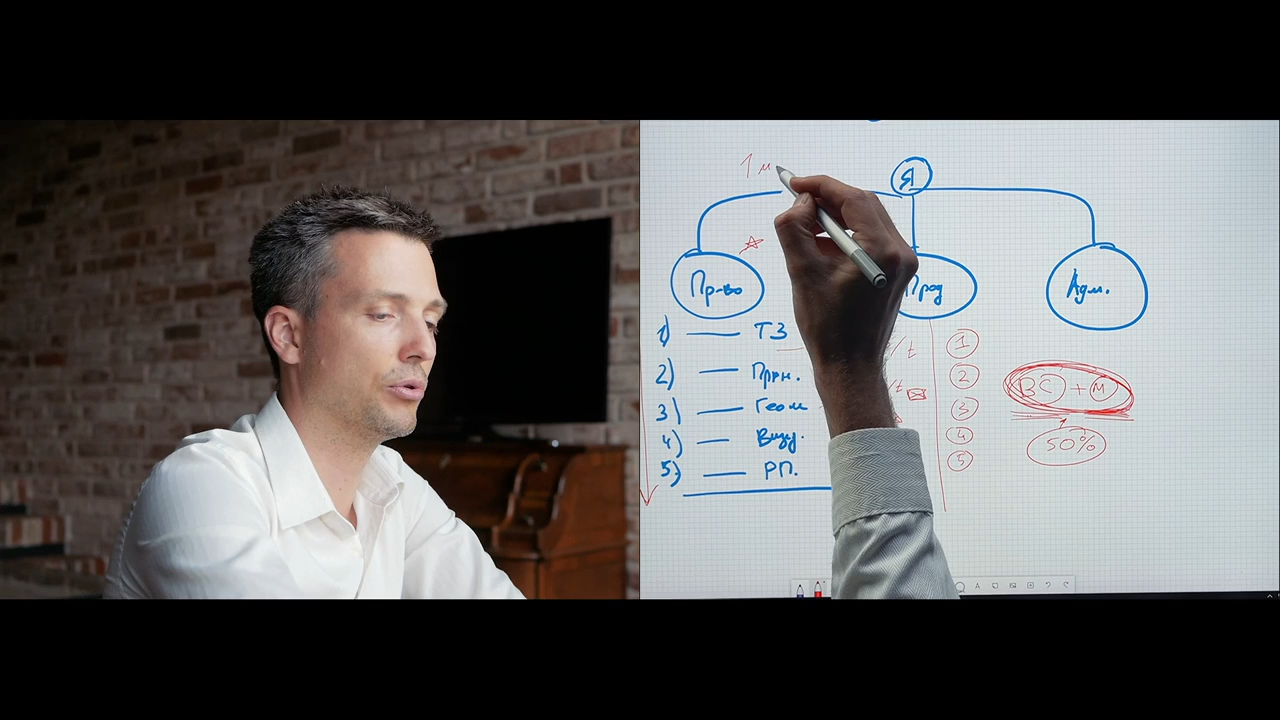 Я
1 м
Пр-во
Прод
Адм.
1) ТЗ
2) Прин.
3) Геом
4) Визу.
5) РП.
/t
/t
1
2
3
4
5
ВС + М
50%